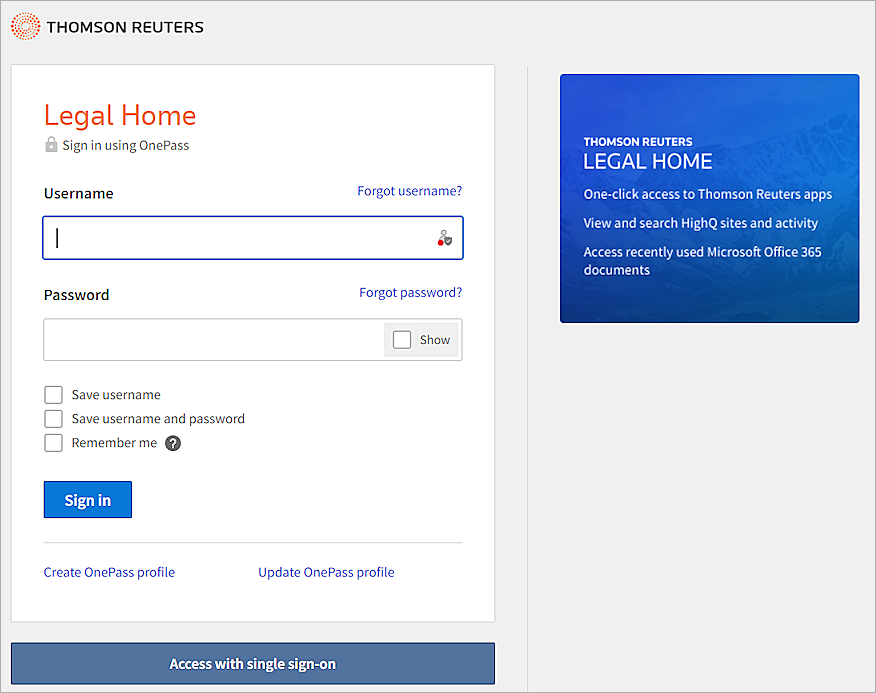 THOMSON REUTERS
Legal Home
Sign in using OnePass
Username
Forgot username?
Password
Forgot password?
Show
Save username
Save username and password
Remember me ?
Sign in
Create OnePass profile
Update OnePass profile
Access with single sign-on
THOMSON REUTERS
LEGAL HOME
One-click access to Thomson Reuters apps
View and search HighQ sites and activity
Access recently used Microsoft Office 365
documents